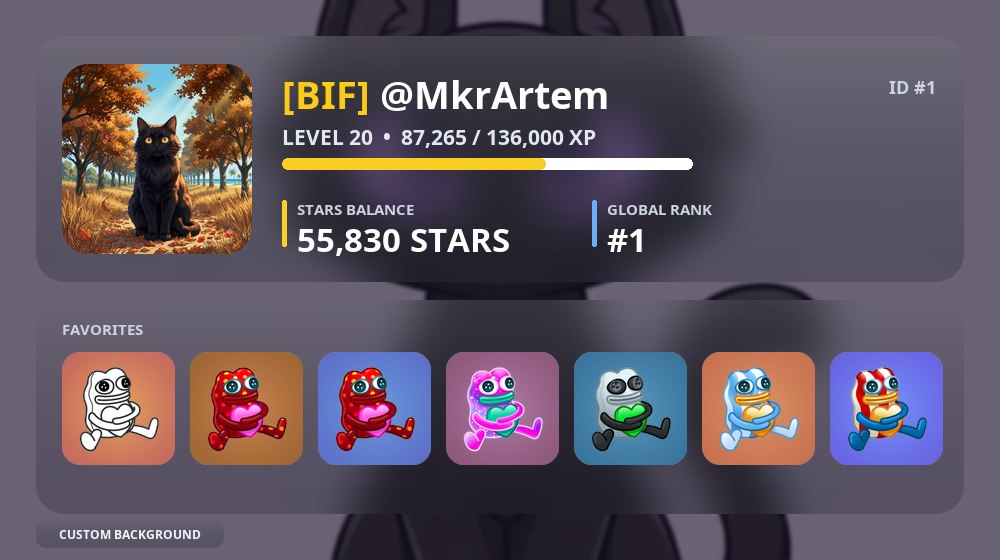 [BIF] @MkrArtem
ID #1
LEVEL 20 • 87,265 / 136,000 XP
STARS BALANCE
55,830 STARS
GLOBAL RANK
#1
FAVORITES
CUSTOM BACKGROUND